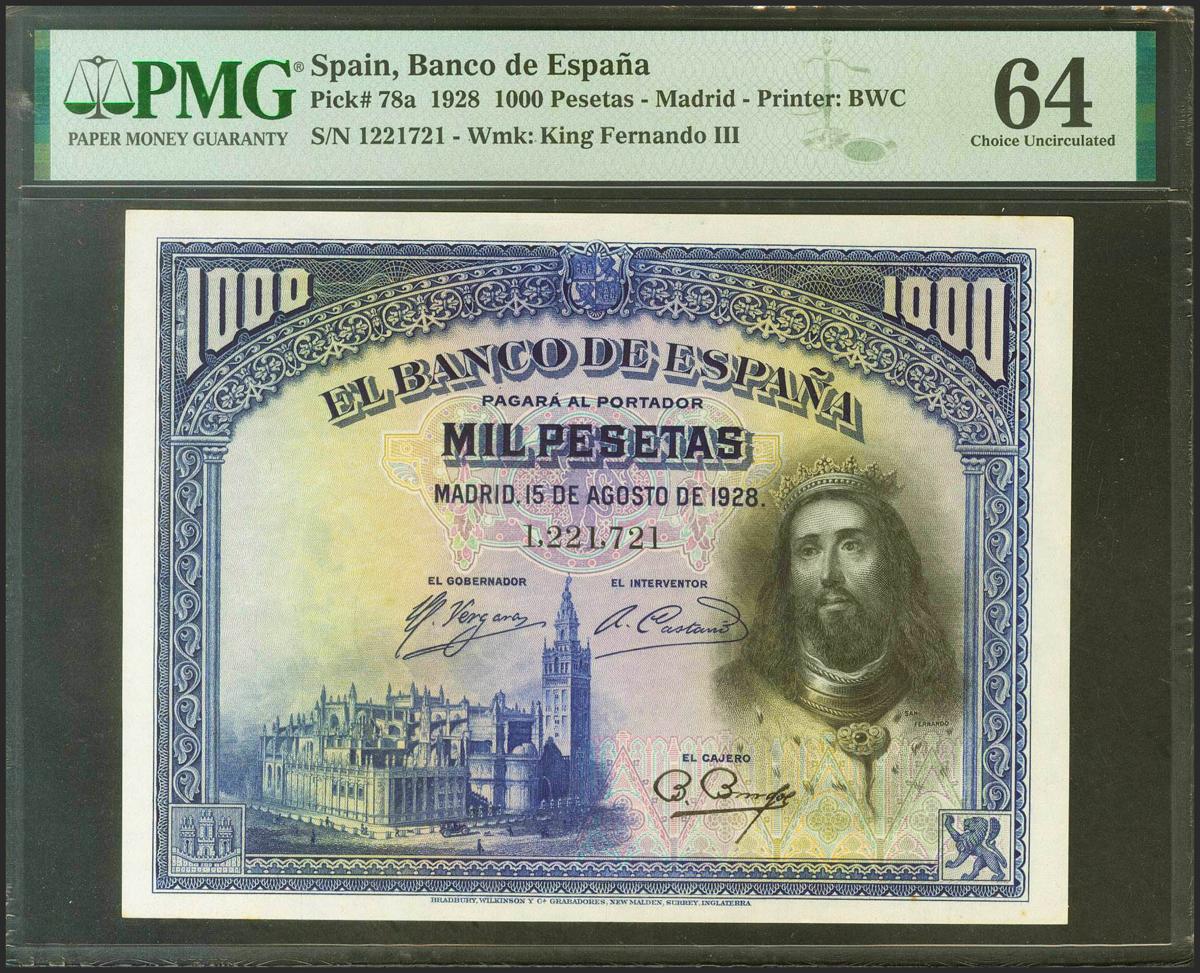 PMG®
PAPER MONEY GUARANTY
Spain, Banco de España
Pick# 78a 1928 1000 Pesetas - Madrid - Printer: BWC
S/N 1221721 - Wmk: King Fernando III
64
Choice Uncirculated
1000
1000
EL BANCO DE ESPAÑA
PAGARÁ AL PORTADOR
MIL PESETAS
MADRID, 15 DE AGOSTO DE 1928.
1,221,721
EL GOBERNADOR
EL INTERVENTOR
Vergara
A. Castaño
SAN
FERNANDO
EL CAJERO
BRADBURY, WILKINSON Y Cª GRABADORES, NEW MALDEN, SURREY, INGLATERRA